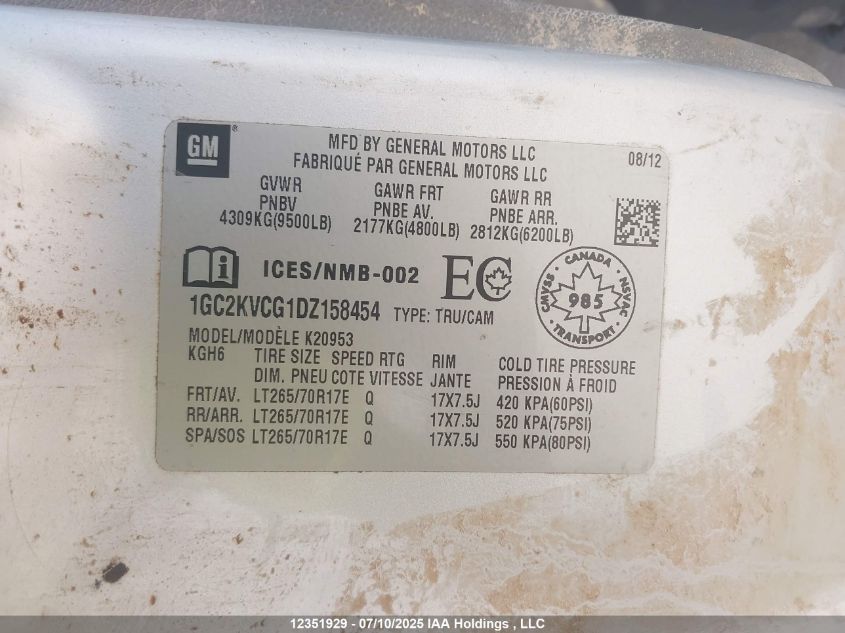 GM®
MFD BY GENERAL MOTORS LLC
FABRIQUÉ PAR GENERAL MOTORS LLC
08/12
GVWR GAWR FRT GAWR RR
PNBV PNBE AV. PNBE ARR.
4309KG(9500LB) 2177KG(4800LB) 2812KG(6200LB)
i ICES/NMB-002 EC
CANADA
CMVSS NSVAC
985
TRANSPORT
1GC2KVCG1DZ158454 TYPE: TRU/CAM
MODEL/MODÈLE K20953
KGH6 TIRE SIZE SPEED RTG RIM COLD TIRE PRESSURE
DIM. PNEU COTE VITESSE JANTE PRESSION À FROID
FRT/AV. LT265/70R17E Q 17X7.5J 420 KPA(60PSI)
RR/ARR. LT265/70R17E Q 17X7.5J 520 KPA(75PSI)
SPA/SOS LT265/70R17E Q 17X7.5J 550 KPA(80PSI)
12351929 - 07/10/2025 IAA Holdings , LLC